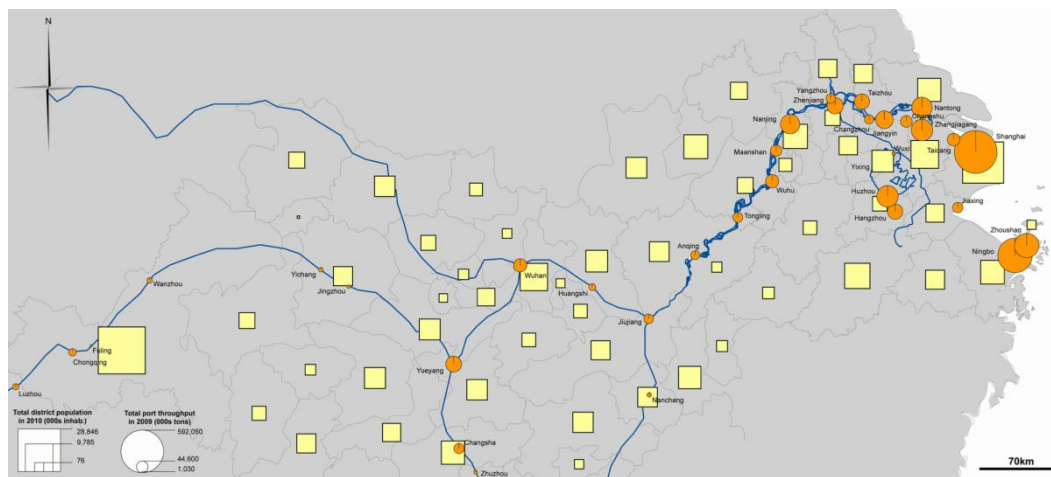 N
Yangzhou
Taizhou
Zhenjiang
Nantong
Nanjing
Changshu
Changzhou
Jiangyin
Zhangjiagang
Shanghai
Maanshan
Wuxi
Taicang
Yixing
Wuhu
Huzhou
Jiaxing
Hangzhou
Tongling
Zhoushao
Anqing
Ningbo
Wuhan
Yichang
Wanzhou
Jingzhou
Huangshi
Jiujiang
Fuling
Chongqing
Yueyang
Luzhou
Nanchang
Total district population
in 2010 (000s inhab.)
28,846
9,785
76
Total port throughput
in 2009 (000s tons)
592,050
44,600
1,030
Changsha
Zhuzhou
70km